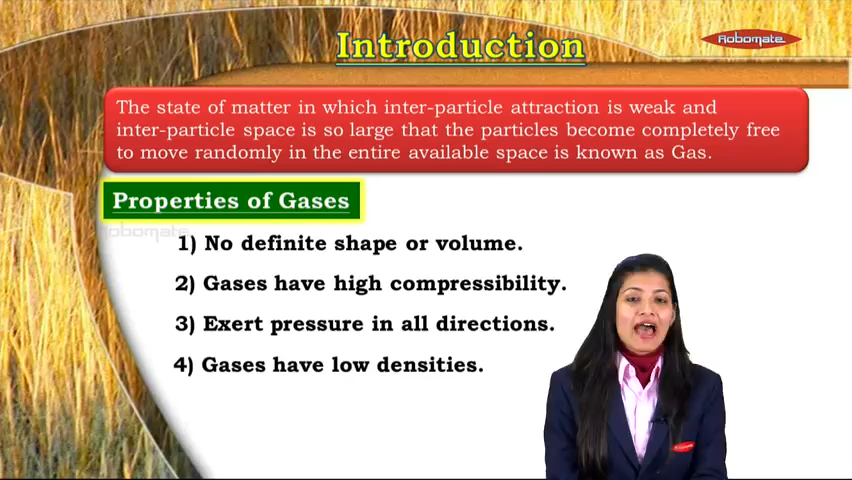 Introduction
Robomate
The state of matter in which inter-particle attraction is weak and
inter-particle space is so large that the particles become completely free
to move randomly in the entire available space is known as Gas.
Properties of Gases
Robomate
1) No definite shape or volume.
2) Gases have high compressibility.
3) Exert pressure in all directions.
4) Gases have low densities.